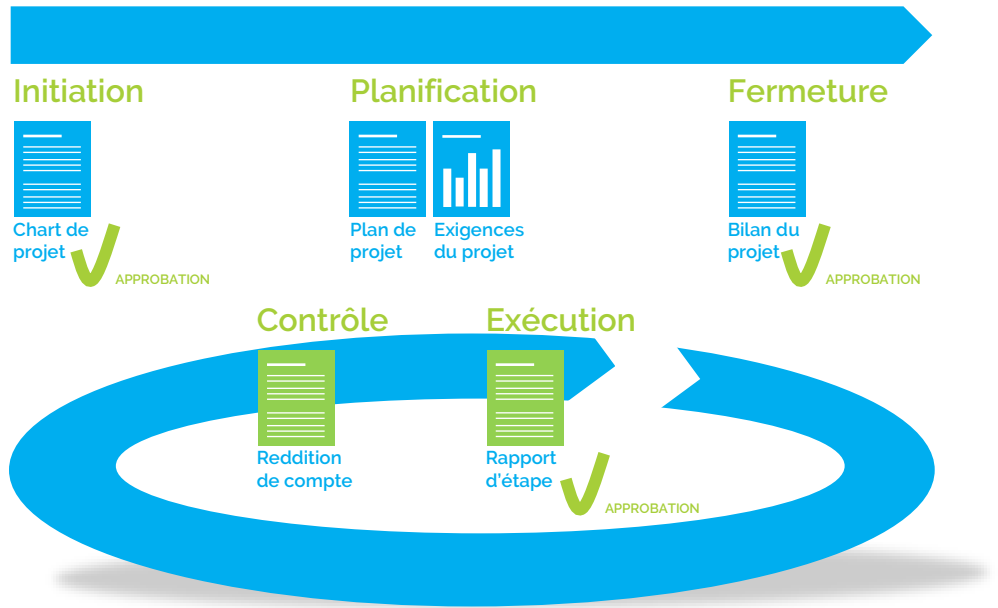 Initiation
Planification
Fermeture
Chart de
projet
APPROBATION
Plan de
projet
Exigences
du projet
Bilan du
projet
APPROBATION
Contrôle
Exécution
Reddition
de compte
Rapport
d'étape
APPROBATION